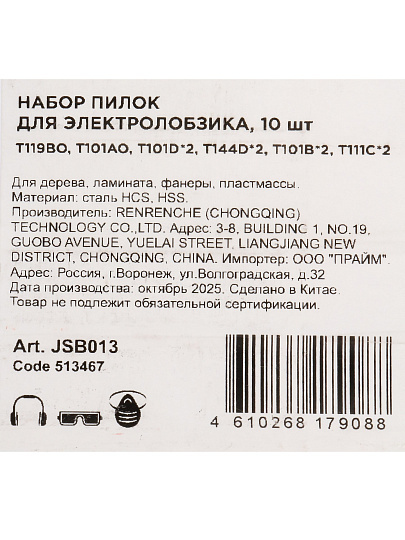 НАБОР ПИЛОК
ДЛЯ ЭЛЕКТРОЛОБЗИКА, 10 шт
T119BO, T101AO, T101D*2, T144D*2, T101B*2, T111C*2
Для дерева, ламината, фанеры, пластмассы.
Материал: сталь HCS, HSS.
Производитель: RENRENCHE (CHONGQING)
TECHNOLOGY CO.,LTD. Адрес: 3-8, BUILDING 1, NO.19,
GUOBO AVENUE, YUELAI STREET, LIANGJIANG NEW
DISTRICT, CHONGQING, CHINA. Импортер: ООО "ПРАЙМ".
Адрес: Россия, г.Воронеж, ул.Волгоградская, д.32
Дата производства: октябрь 2025. Сделано в Китае.
Товар не подлежит обязательной сертификации.
Art. JSB013
Code 513467
4 610268 179088